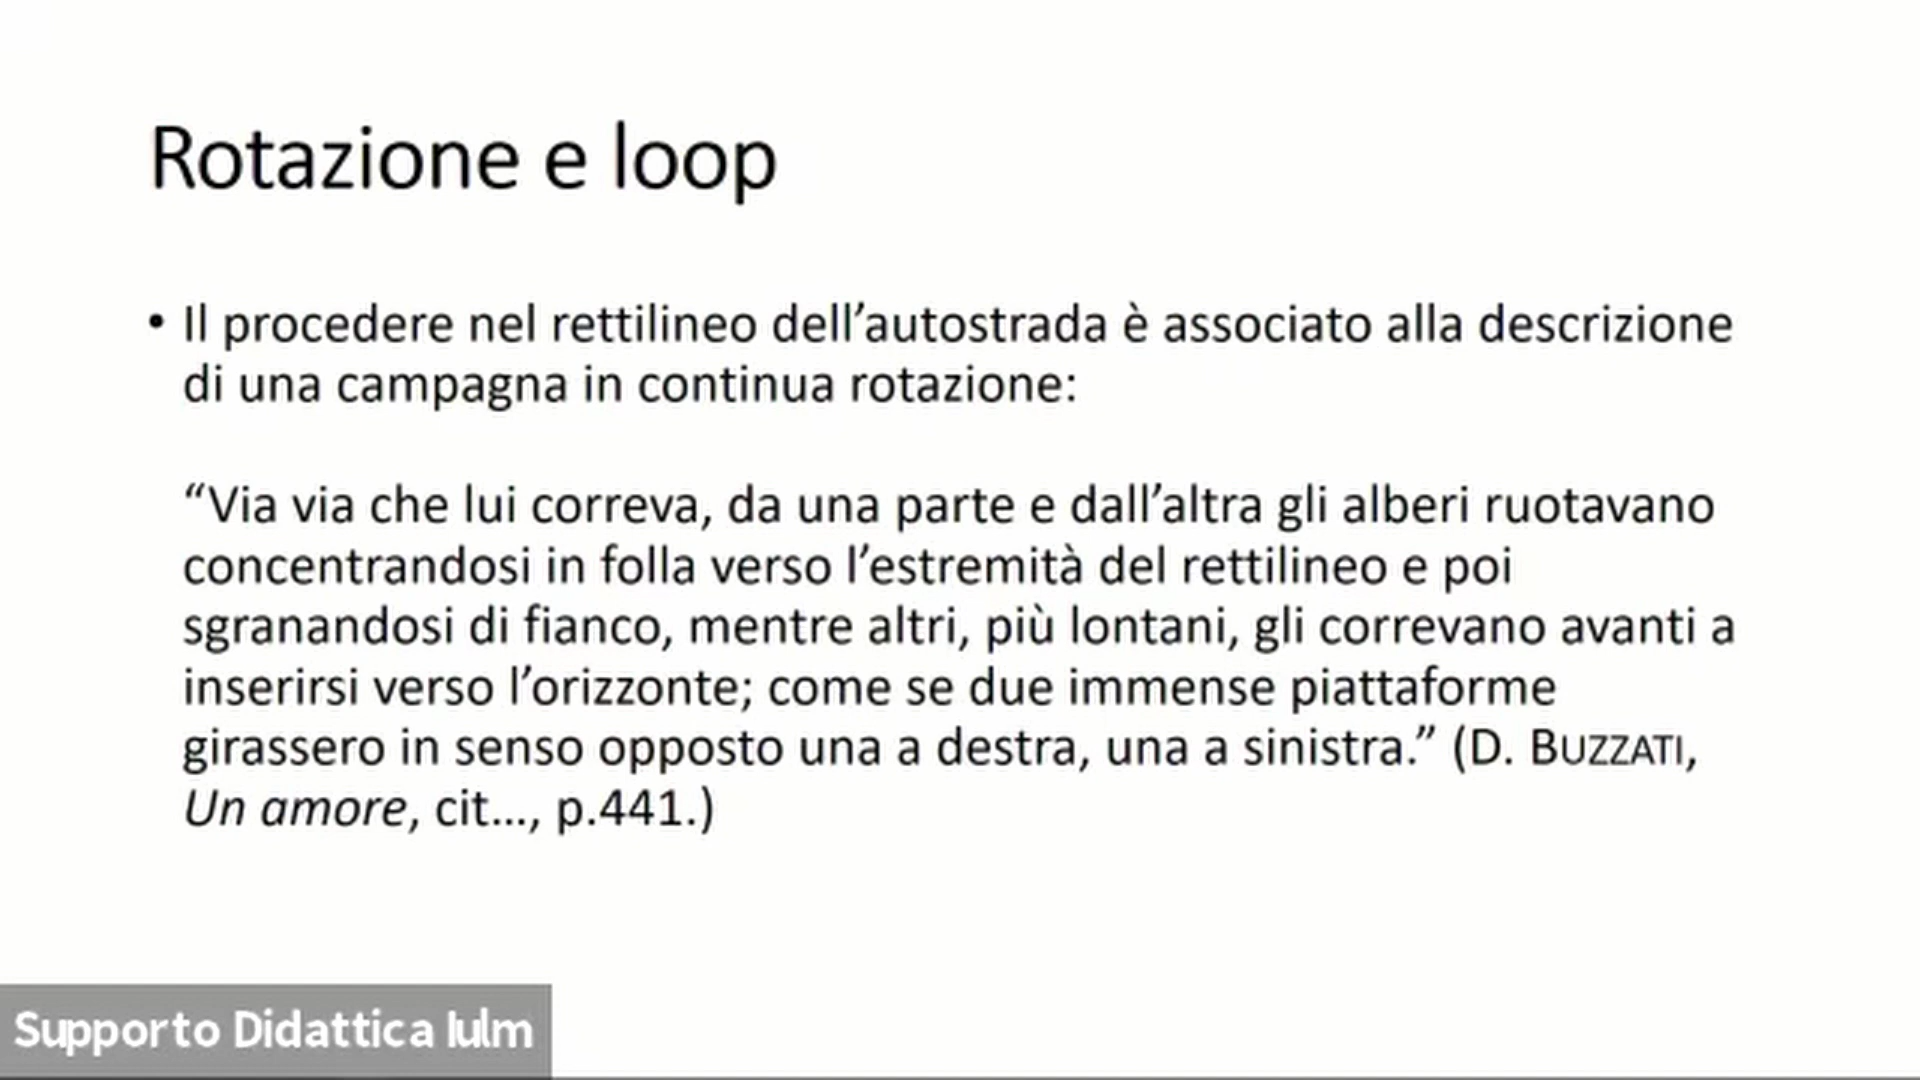 Rotazione e loop
• Il procedere nel rettilineo dell’autostrada è associato alla descrizione
di una campagna in continua rotazione:
“Via via che lui correva, da una parte e dall’altra gli alberi ruotavano
concentrandosi in folla verso l’estremità del rettilineo e poi
sgranandosi di fianco, mentre altri, più lontani, gli correvano avanti a
inserirsi verso l’orizzonte; come se due immense piattaforme
girassero in senso opposto una a destra, una a sinistra.” (D. BUZZATI,
Un amore, cit…, p.441.)
Supporto Didattica Iulm